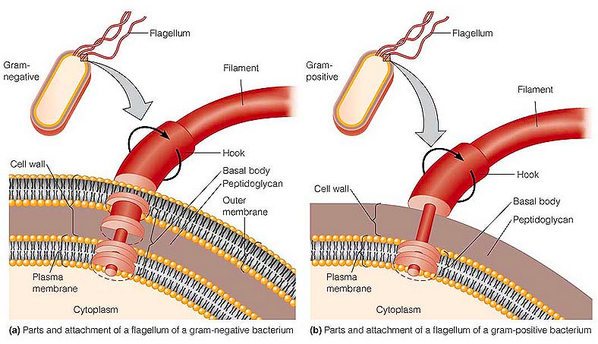 Flagellum
Gram-
negative
Filament
Hook
Cell wall
Basal body
Peptidoglycan
Outer
membrane
Plasma
membrane
Cytoplasm
(a) Parts and attachment of a flagellum of a gram-negative bacterium
Flagellum
Gram-
positive
Filament
Hook
Cell wall
Basal body
Peptidoglycan
Plasma
membrane
Cytoplasm
(b) Parts and attachment of a flagellum of a gram-positive bacterium